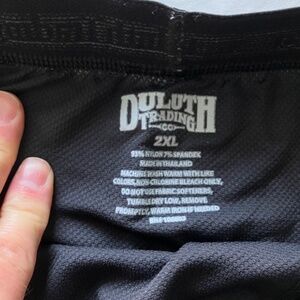 DULUTH
TRADING
CO
2XL
93% NYLON 7% SPANDEX
MADE IN THAILAND
MACHINE WASH WARM WITH LIKE
COLORS, NON-CHLORINE BLEACH ONLY,
DO NOT USE FABRIC SOFTENERS,
TUMBLE DRY LOW, REMOVE
PROMPTLY, WARM IRON IF NEEDED